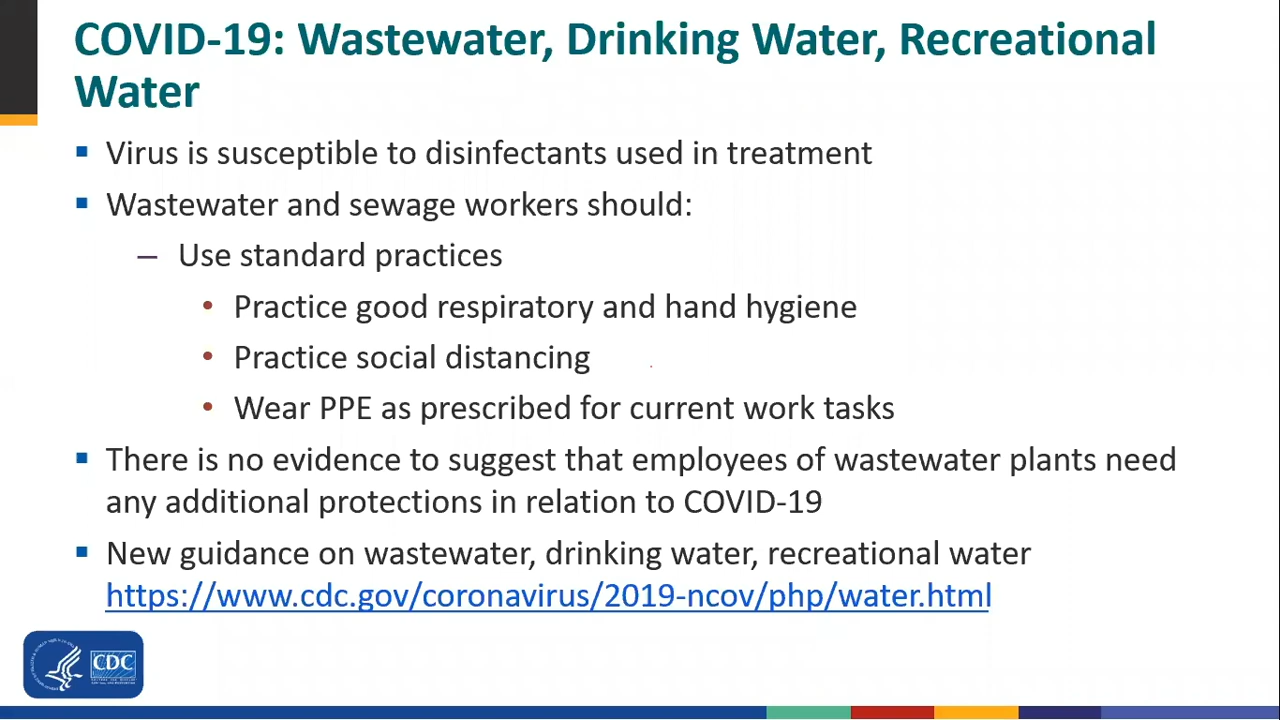 COVID-19: Wastewater, Drinking Water, Recreational
Water
▪ Virus is susceptible to disinfectants used in treatment
▪ Wastewater and sewage workers should:
– Use standard practices
• Practice good respiratory and hand hygiene
• Practice social distancing
• Wear PPE as prescribed for current work tasks
▪ There is no evidence to suggest that employees of wastewater plants need
any additional protections in relation to COVID-19
▪ New guidance on wastewater, drinking water, recreational water
https://www.cdc.gov/coronavirus/2019-ncov/php/water.html
CDC